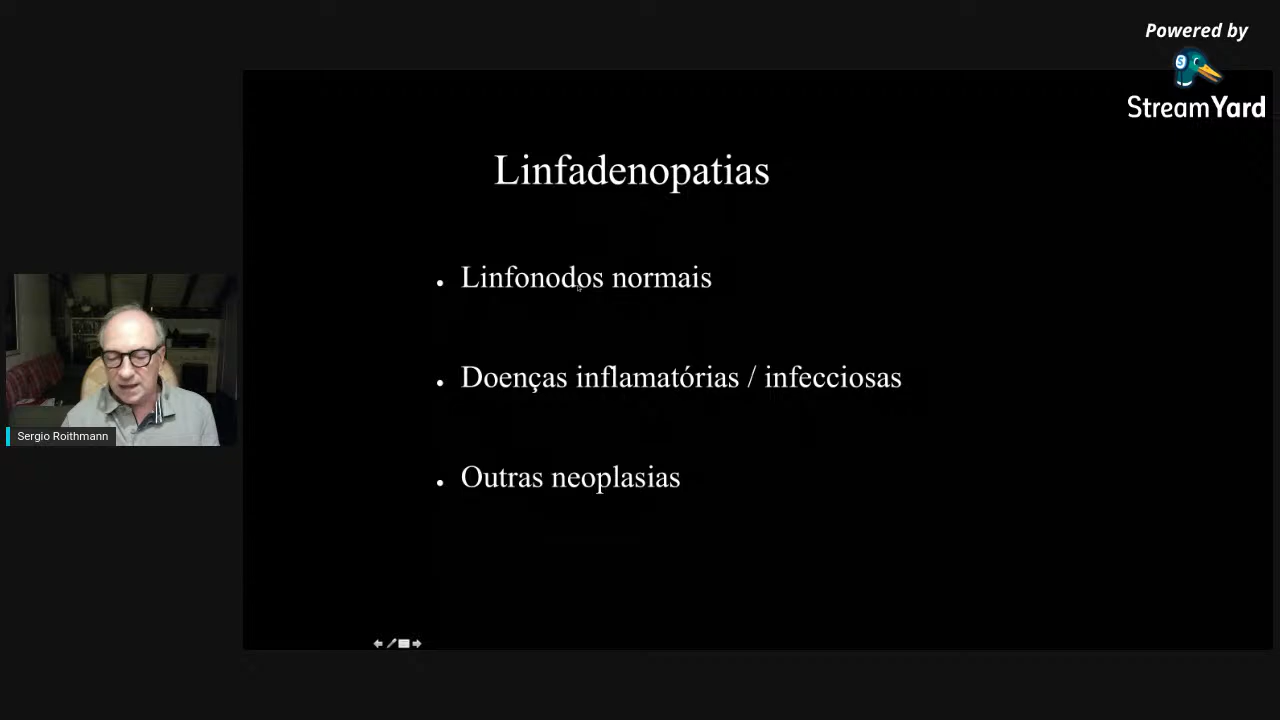 Powered by
StreamYard
Linfadenopatias
• Linfonodos normais
• Doenças inflamatórias / infecciosas
• Outras neoplasias
Sergio Roithmann